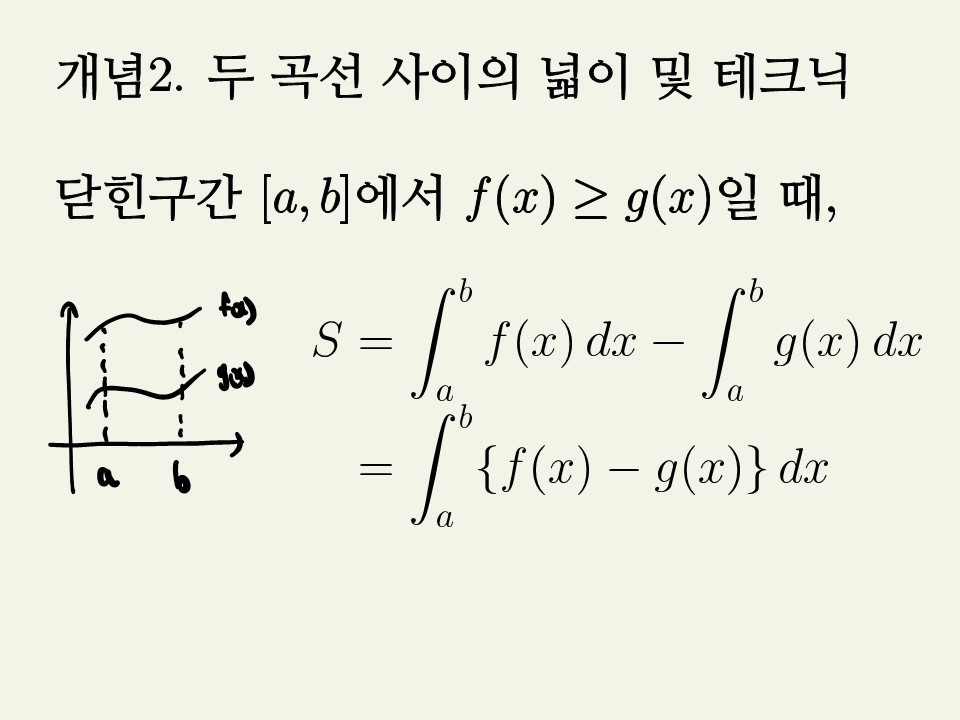 개념2. 두 곡선 사이의 넓이 및 테크닉
닫힌구간 [a, b]에서 f(x) ≥ g(x)일 때,
f(x)
g(x)
a b
S = ∫_a^b f(x) dx − ∫_a^b g(x) dx
= ∫_a^b {f(x) − g(x)} dx